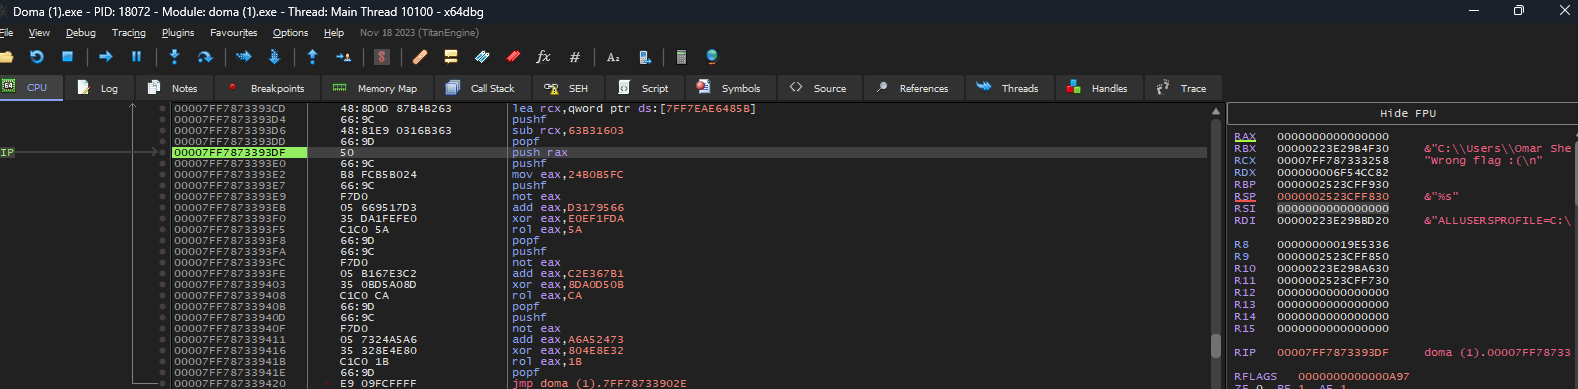 Doma (1).exe - PID: 18072 - Module: doma (1).exe - Thread: Main Thread 10100 - x64dbg
File View Debug Tracing Plugins Favourites Options Help Nov 18 2023 (TitanEngine)
CPU Log Notes Breakpoints Memory Map Call Stack SEH Script Symbols Source References Threads Handles Trace
00007FF7873393CD 48:8D0D 87B4B263 lea rcx,qword ptr ds:[7FF7EAE6485B]
00007FF7873393D4 66:9C pushf
00007FF7873393D6 48:81E9 0316B363 sub rcx,63B31603
00007FF7873393DD 66:9D popf
IP 00007FF7873393DF 50 push rax
00007FF7873393E0 66:9C pushf
00007FF7873393E2 B8 FCB5B024 mov eax,24B0B5FC
00007FF7873393E7 66:9C pushf
00007FF7873393E9 F7D0 not eax
00007FF7873393EB 05 669517D3 add eax,D3179566
00007FF7873393F0 35 DA1FEFE0 xor eax,E0EF1FDA
00007FF7873393F5 C1C0 5A rol eax,5A
00007FF7873393F8 66:9D popf
00007FF7873393FA 66:9C pushf
00007FF7873393FC F7D0 not eax
00007FF7873393FE 05 B167E3C2 add eax,C2E367B1
00007FF787339403 35 0BD5A08D xor eax,8DA0D50B
00007FF787339408 C1C0 CA rol eax,CA
00007FF78733940B 66:9D popf
00007FF78733940D 66:9C pushf
00007FF78733940F F7D0 not eax
00007FF787339411 05 7324A5A6 add eax,A6A52473
00007FF787339416 35 328E4E80 xor eax,804E8E32
00007FF78733941B C1C0 1B rol eax,1B
00007FF78733941E 66:9D popf
00007FF787339420 E9 09FCFFFF jmp doma (1).7FF78733902E
Hide FPU
RAX 0000000000000000
RBX 00000223E29B4F30 &"C:\\Users\\Omar She
RCX 00007FF787333258 "Wrong flag :(\n"
RDX 000000006F54CC82
RBP 0000002523CFF930
RSP 0000002523CFF830 &"%s"
RSI 0000000000000000
RDI 00000223E29BBD20 &"ALLUSERSPROFILE=C:\
R8 00000000019E5336
R9 0000002523CFF850
R10 00000223E29BA630
R11 0000002523CFF730
R12 0000000000000000
R13 0000000000000000
R14 0000000000000000
R15 0000000000000000
RIP 00007FF7873393DF doma (1).00007FF78733
RFLAGS 0000000000000A97